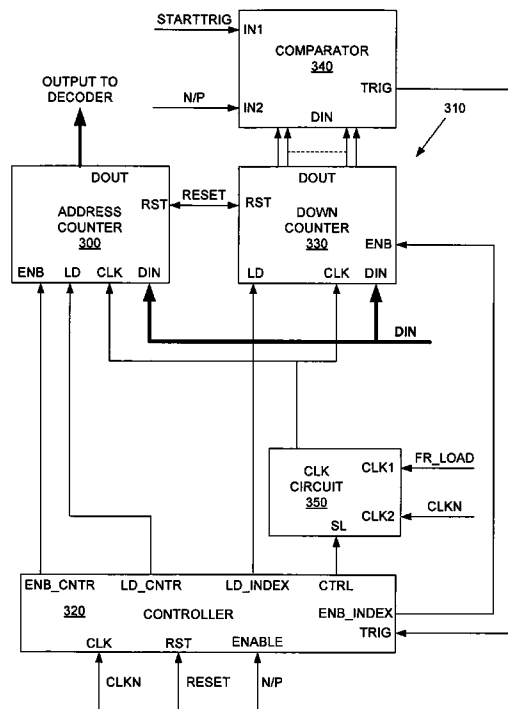 STARTTRIG
IN1
COMPARATOR
340
TRIG
OUTPUT TO
DECODER
N/P
IN2
DIN
310
DOUT
RST
RESET
ADDRESS
COUNTER
300
ENB
LD
CLK
DIN
DOUT
RST
DOWN
COUNTER
330
ENB
LD
CLK
DIN
DIN
CLK
CIRCUIT
350
CLK1
FR_LOAD
CLK2
CLKN
SL
ENB_CNTR
LD_CNTR
LD_INDEX
CTRL
320
CONTROLLER
ENB_INDEX
TRIG
CLK
RST
ENABLE
CLKN
RESET
N/P